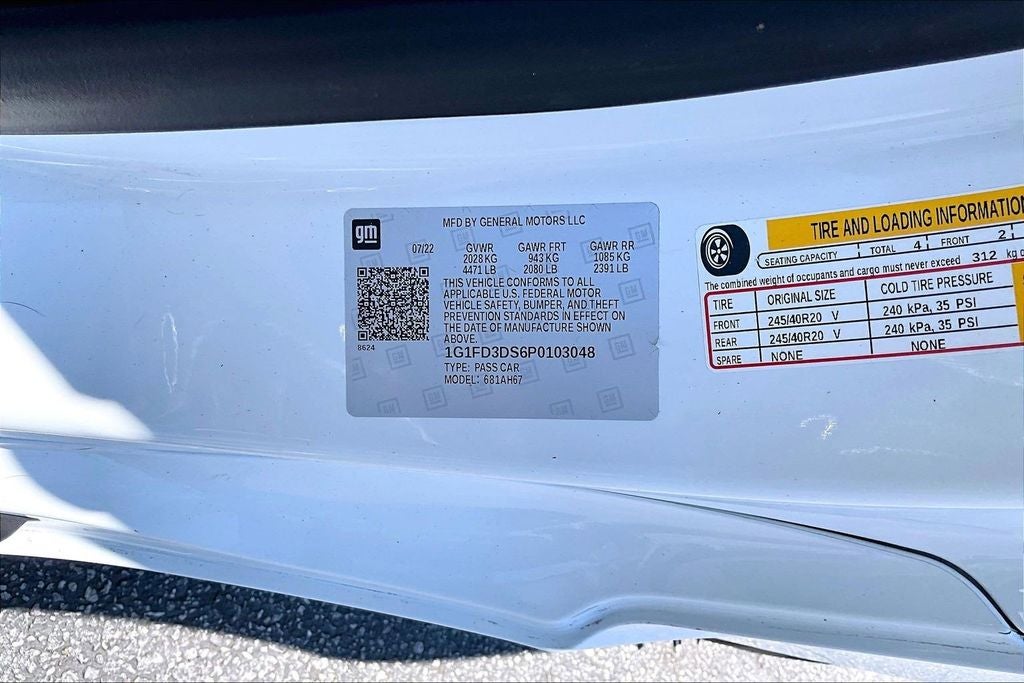 gm
MFD BY GENERAL MOTORS LLC
07/22 GVWR GAWR FRT GAWR RR
2028 KG 943 KG 1085 KG
4471 LB 2080 LB 2391 LB
THIS VEHICLE CONFORMS TO ALL
APPLICABLE U.S. FEDERAL MOTOR
VEHICLE SAFETY, BUMPER, AND THEFT
PREVENTION STANDARDS IN EFFECT ON
THE DATE OF MANUFACTURE SHOWN
ABOVE.
8624
1G1FD3DS6P0103048
TYPE: PASS CAR
MODEL: 681AH67
TIRE AND LOADING INFORMATION
SEATING CAPACITY TOTAL 4 FRONT 2
The combined weight of occupants and cargo must never exceed 312 kg
TIRE ORIGINAL SIZE COLD TIRE PRESSURE
FRONT 245/40R20 V 240 kPa, 35 PSI
REAR 245/40R20 V 240 kPa, 35 PSI
SPARE NONE NONE